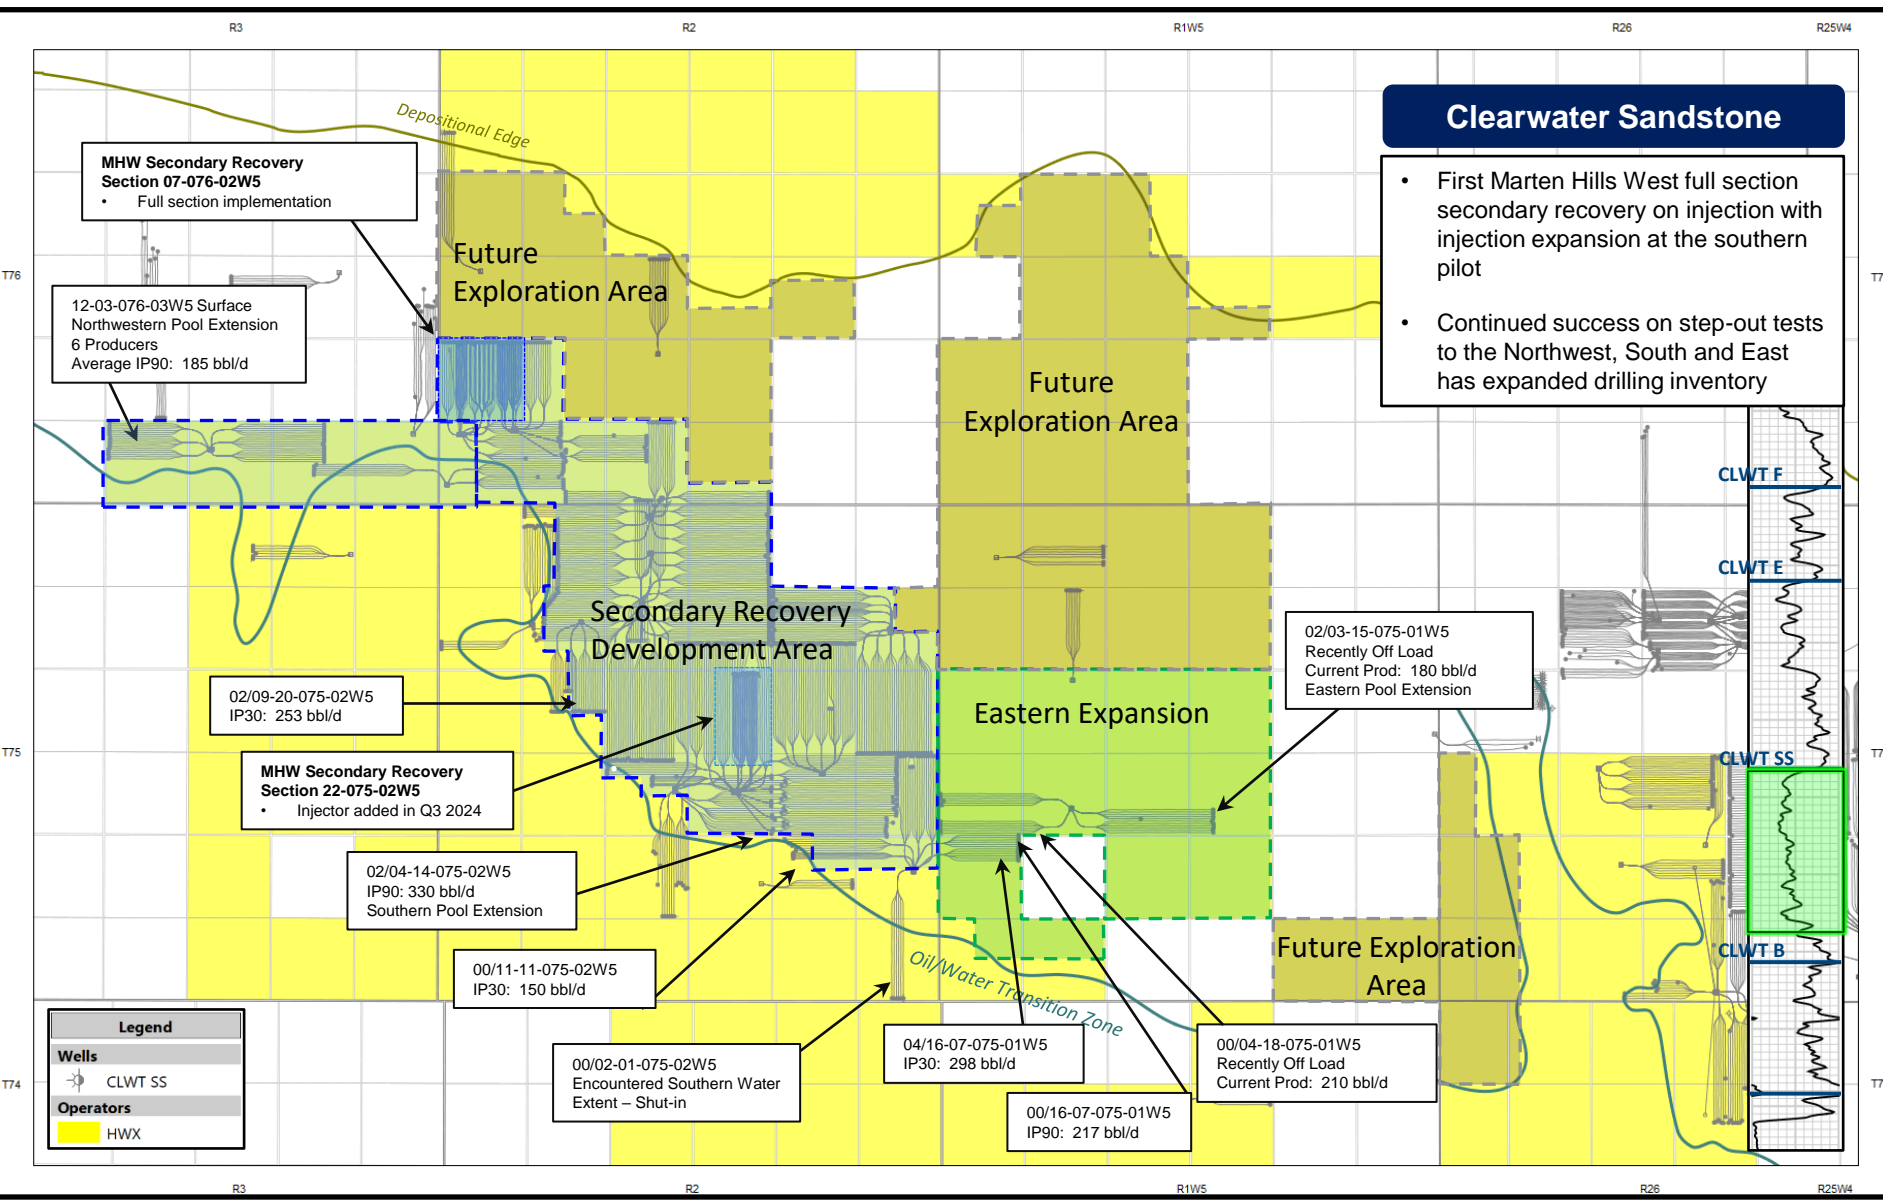 R3
R2
R1W5
R26
R25W4
Clearwater Sandstone
• First Marten Hills West full section
secondary recovery on injection with
injection expansion at the southern
pilot
• Continued success on step-out tests
to the Northwest, South and East
has expanded drilling inventory
Depositional Edge
MHW Secondary Recovery
Section 07-076-02W5
• Full section implementation
Future
Exploration Area
T76
T7
12-03-076-03W5 Surface
Northwestern Pool Extension
6 Producers
Average IP90: 185 bbl/d
Future
Exploration Area
CLWT F
CLWT E
Secondary Recovery
Development Area
02/03-15-075-01W5
Recently Off Load
Current Prod: 180 bbl/d
Eastern Pool Extension
02/09-20-075-02W5
IP30: 253 bbl/d
Eastern Expansion
T75
T7
CLWT SS
MHW Secondary Recovery
Section 22-075-02W5
• Injector added in Q3 2024
02/04-14-075-02W5
IP90: 330 bbl/d
Southern Pool Extension
Future Exploration
Area
CLWT B
00/11-11-075-02W5
IP30: 150 bbl/d
Oil/Water Transition Zone
Legend
Wells
CLWT SS
Operators
HWX
00/02-01-075-02W5
Encountered Southern Water
Extent – Shut-in
04/16-07-075-01W5
IP30: 298 bbl/d
00/04-18-075-01W5
Recently Off Load
Current Prod: 210 bbl/d
00/16-07-075-01W5
IP90: 217 bbl/d
T74
T7
R3
R2
R1W5
R26
R25W4